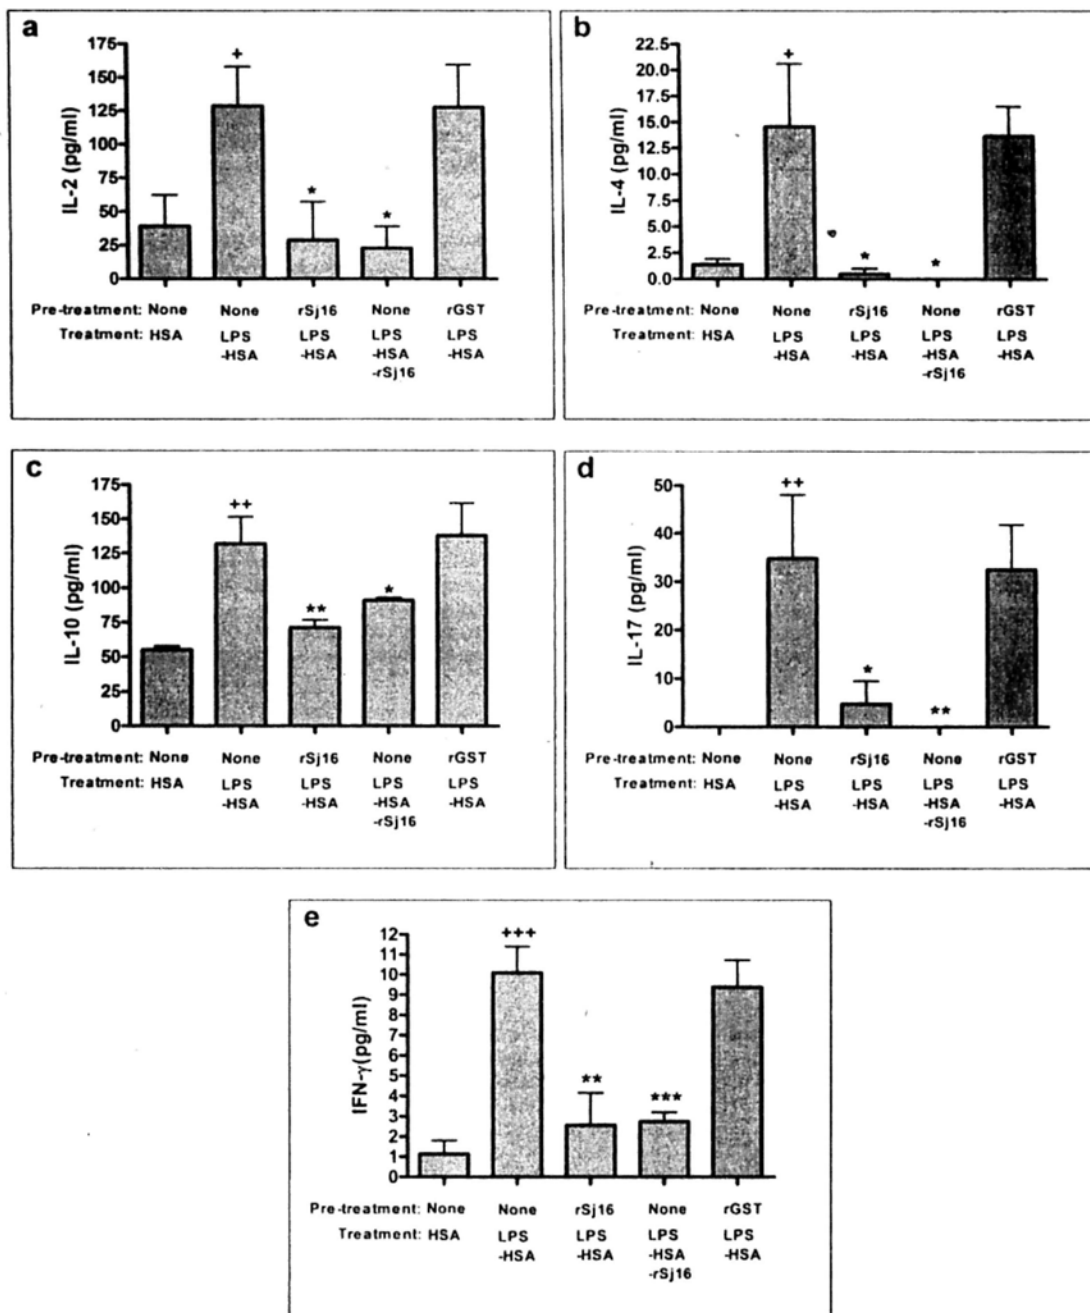 a
IL-2 (pg/ml)
175
150
125
100
75
50
25
0
+
*
*
Pre-treatment: None None rSj16 None rGST
Treatment: HSA LPS LPS LPS LPS
-HSA -HSA -HSA -HSA
-rSj16
b
IL-4 (pg/ml)
22.5
20.0
17.5
15.0
12.5
10.0
7.5
5.0
2.5
0.0
+
*
*
Pre-treatment: None None rSj16 None rGST
Treatment: HSA LPS LPS LPS LPS
-HSA -HSA -HSA -HSA
-rSj16
c
IL-10 (pg/ml)
175
150
125
100
75
50
25
0
++
**
*
Pre-treatment: None None rSj16 None rGST
Treatment: HSA LPS LPS LPS LPS
-HSA -HSA -HSA -HSA
-rSj16
d
IL-17 (pg/ml)
50
40
30
20
10
0
++
*
**
Pre-treatment: None None rSj16 None rGST
Treatment: HSA LPS LPS LPS LPS
-HSA -HSA -HSA -HSA
-rSj16
e
IFN-γ(pg/ml)
12
11
10
9
8
7
6
5
4
3
2
1
0
+++
**
***
Pre-treatment: None None rSj16 None rGST
Treatment: HSA LPS LPS LPS LPS
-HSA -HSA -HSA -HSA
-rSj16